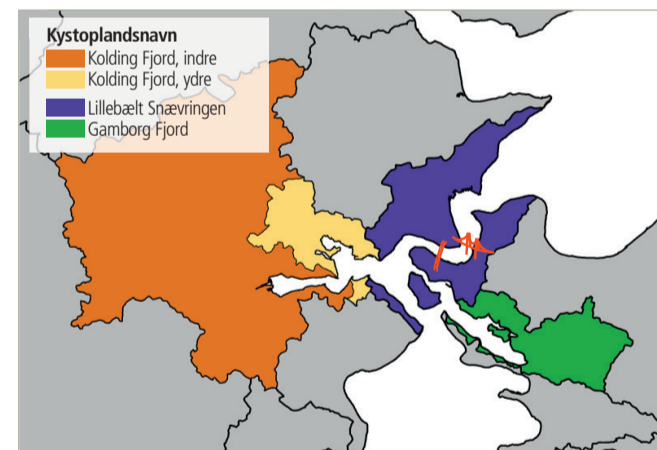 Kystoplandsnavn
Kolding Fjord, indre
Kolding Fjord, ydre
Lillebælt Snævringen
Gamborg Fjord